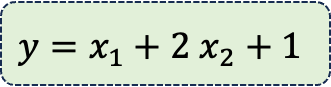 y = x₁ + 2 x₂ + 1